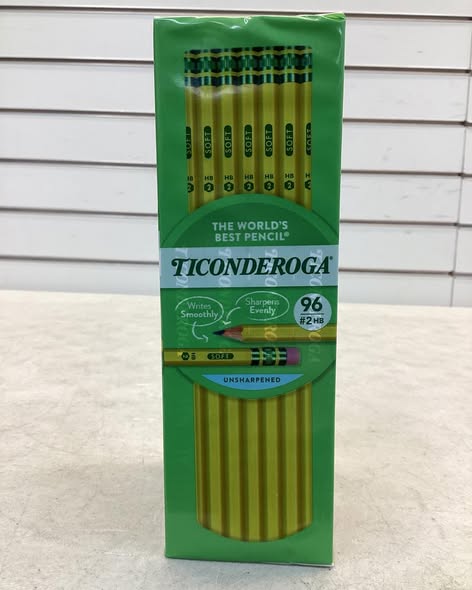 SOFT SOFT SOFT SOFT SOFT SOFT
HB HB HB HB HB HB
2 2 2 2 2 2
THE WORLD'S
BEST PENCIL®
TICONDEROGA®
Writes
Smoothly
Sharpens
Evenly
96
#2 HB
SOFT
UNSHARPENED